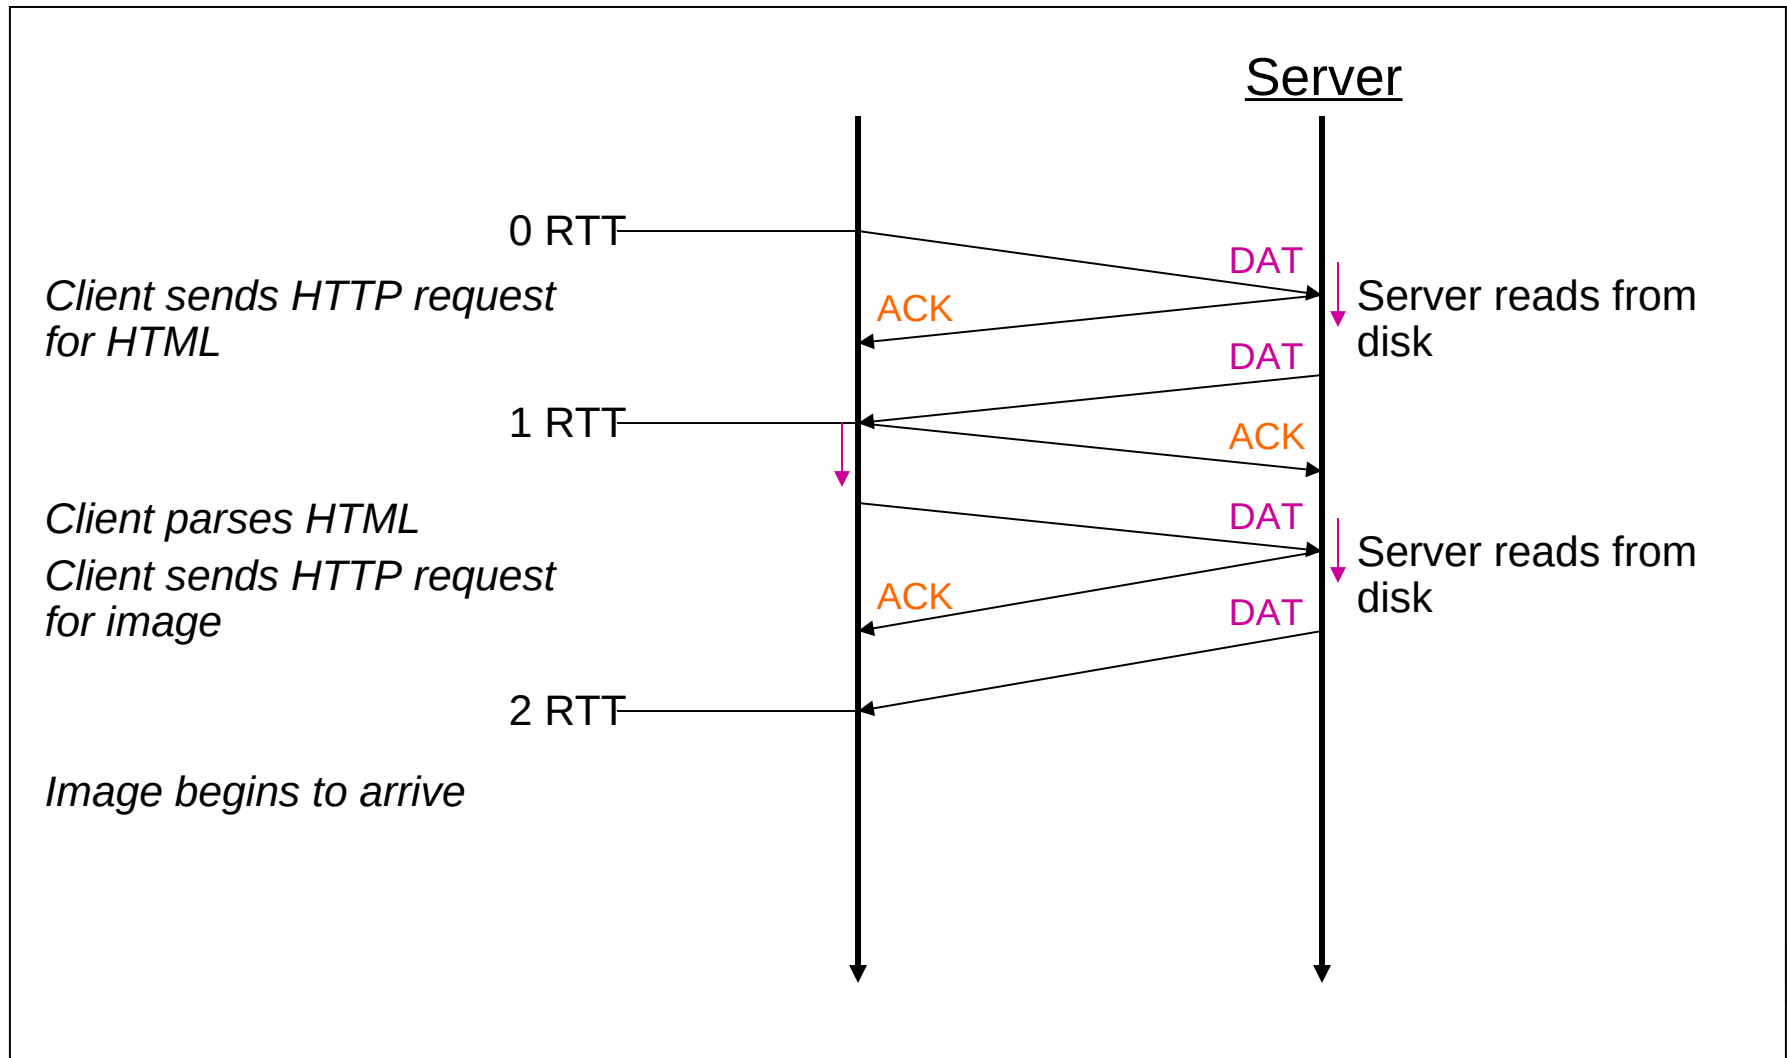 Server
0 RTT
DAT
Client sends HTTP request
for HTML
ACK
Server reads from
disk
DAT
1 RTT
ACK
Client parses HTML
DAT
Server reads from
disk
Client sends HTTP request
for image
ACK
DAT
2 RTT
Image begins to arrive